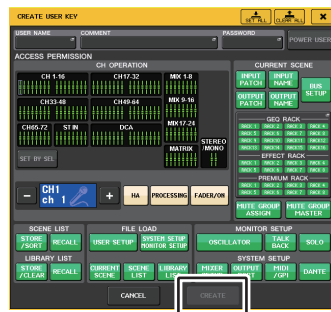 CREATE USER KEY
SET ALL
CLEAR ALL
USER NAME
COMMENT
PASSWORD
POWER USER
ACCESS PERMISSION
CH OPERATION
CH 1-16
CH17-32
MIX 1-8
CH33-48
CH49-64
MIX 9-16
CH65-72
ST IN
DCA
MIX17-24
STEREO /MONO
MATRIX
SET BY SEL
CH1
ch 1
HA
PROCESSING
FADER/ON
CURRENT SCENE
INPUT PATCH
INPUT NAME
BUS SETUP
OUTPUT PATCH
OUTPUT NAME
GEQ RACK
EFFECT RACK
PREMIUM RACK
MUTE GROUP ASSIGN
MUTE GROUP MASTER
SCENE LIST
STORE /SORT
RECALL
FILE LOAD
USER SETUP
SYSTEM SETUP MONITOR SETUP
MONITOR SETUP
OSCILLATOR
TALK BACK
SOLO
LIBRARY LIST
STORE /CLEAR
RECALL
CURRENT SCENE
SCENE LIST
LIBRARY LIST
SYSTEM SETUP
MIXER
OUTPUT PORT
MIDI /GPI
DANTE
CANCEL
CREATE